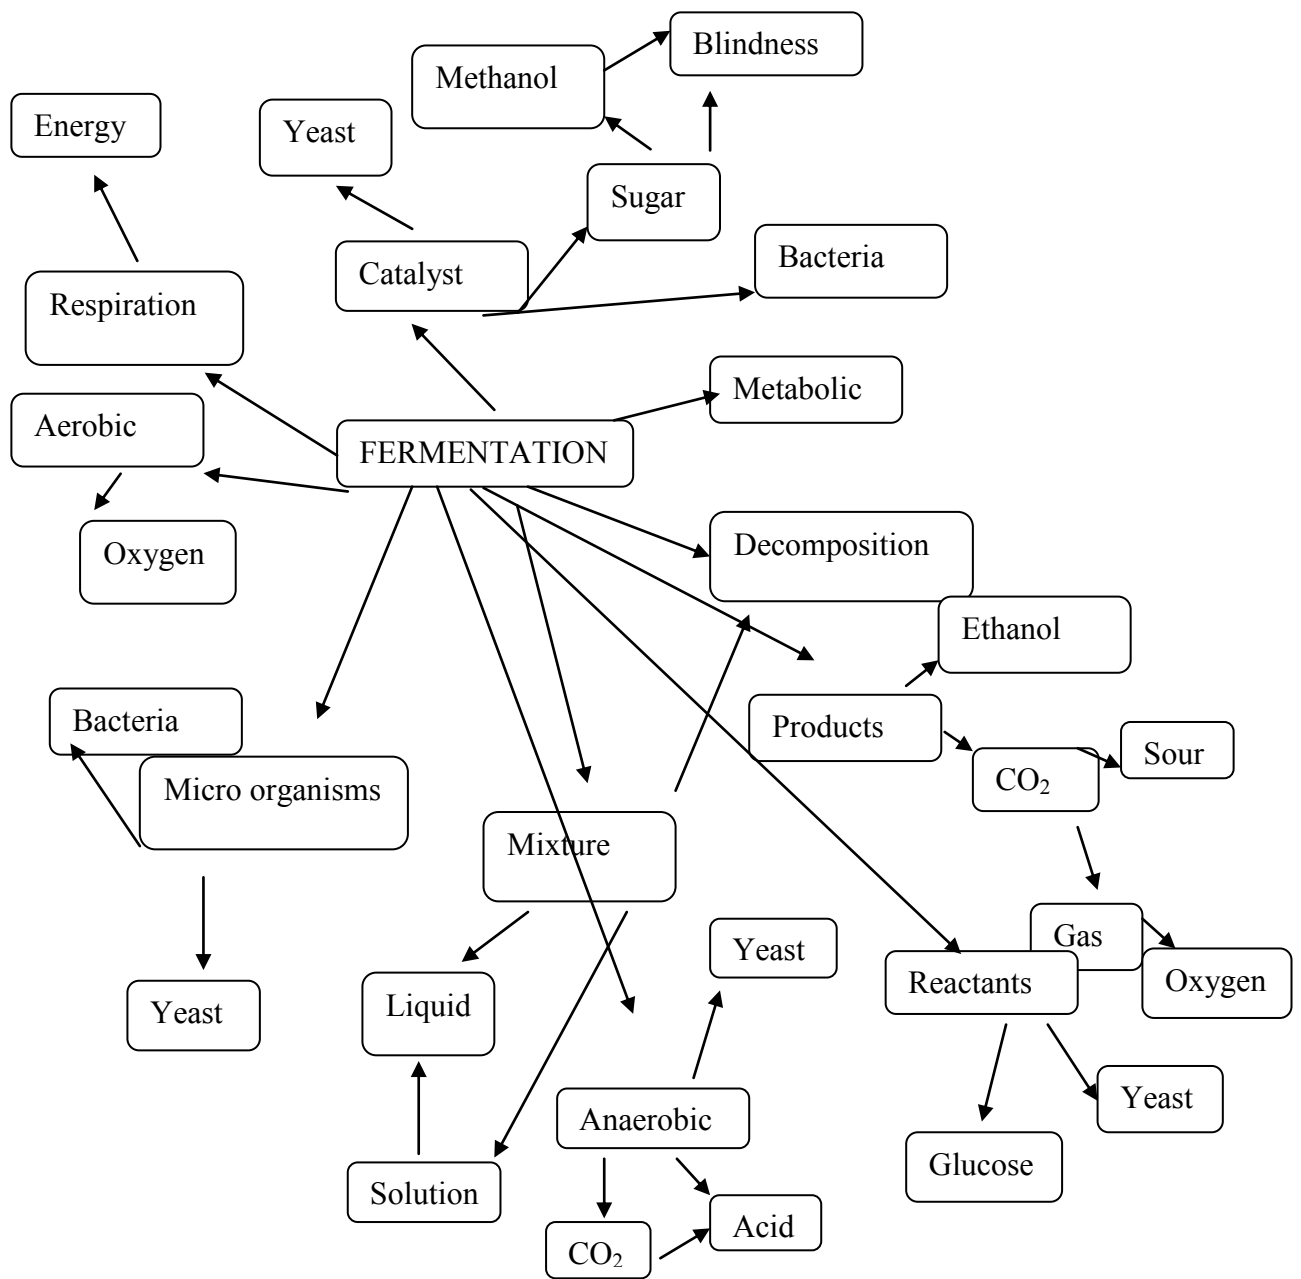 Blindness
Methanol
Energy
Yeast
Sugar
Bacteria
Catalyst
Respiration
Metabolic
Aerobic
FERMENTATION
Oxygen
Decomposition
Ethanol
Bacteria
Products
Sour
CO₂
Micro organisms
Mixture
Gas
Yeast
Reactants
Oxygen
Liquid
Yeast
Yeast
Anaerobic
Glucose
Solution
Acid
CO₂